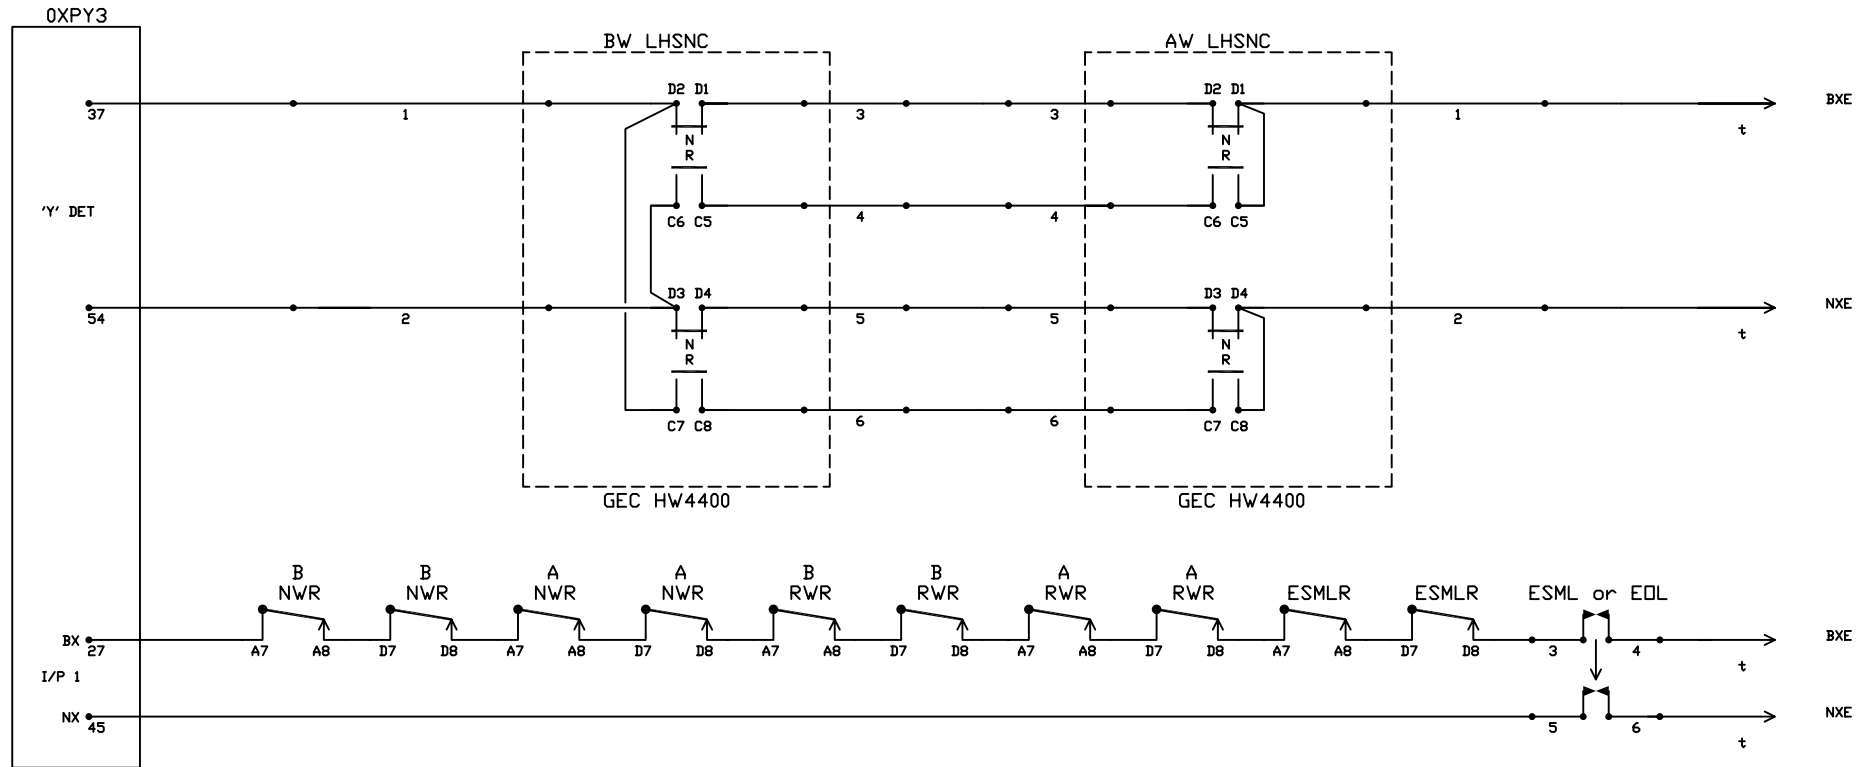 0XPY3
BW LHSNC
AW LHSNC
D2 D1
D2 D1
BXE
37
1
3
3
1
t
N
R
N
R
'Y' DET
C6 C5
4
4
C6 C5
D3 D4
D3 D4
NXE
54
2
5
5
2
t
N
R
N
R
C7 C8
6
6
C7 C8
GEC HW4400
GEC HW4400
B
NWR
B
NWR
A
NWR
A
NWR
B
RWR
B
RWR
A
RWR
A
RWR
ESMLR
ESMLR
ESML or EOL
BX
27
A7 A8
D7 D8
A7 A8
D7 D8
A7 A8
D7 D8
A7 A8
D7 D8
A7 A8
D7 D8
3
4
BXE
t
I/P 1
NX
45
5
6
NXE
t